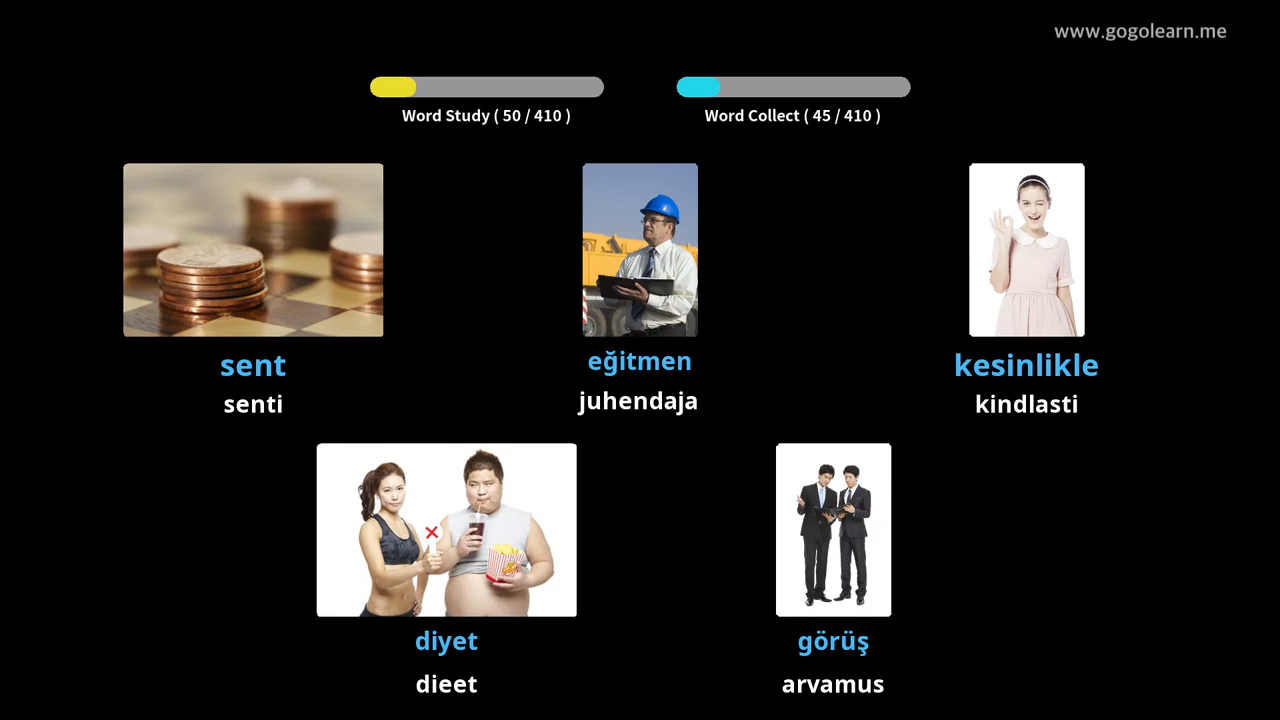 www.gogolearn.me
Word Study ( 50 / 410 )
Word Collect ( 45 / 410 )
sent
senti
eğitmen
juhendaja
kesinlikle
kindlasti
diyet
dieet
görüş
arvamus